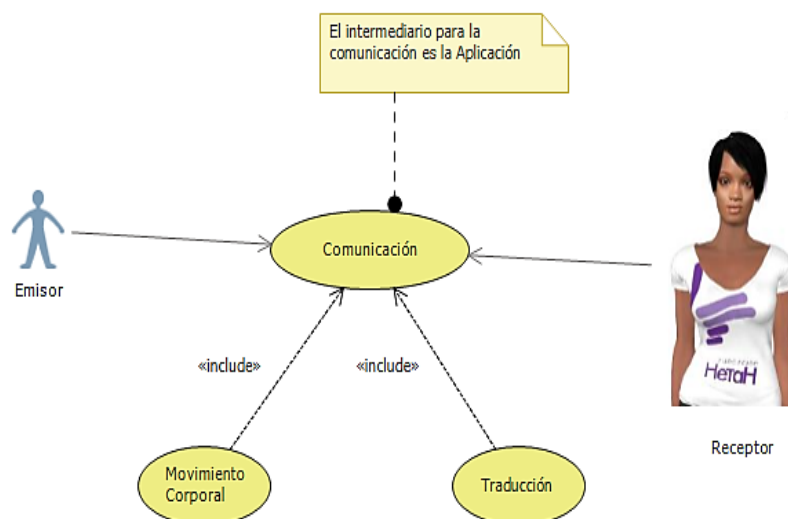 El intermediario para la
comunicación es la Aplicación
Comunicación
Emisor
HeTaH
«include»
«include»
Receptor
Movimiento
Corporal
Traducción